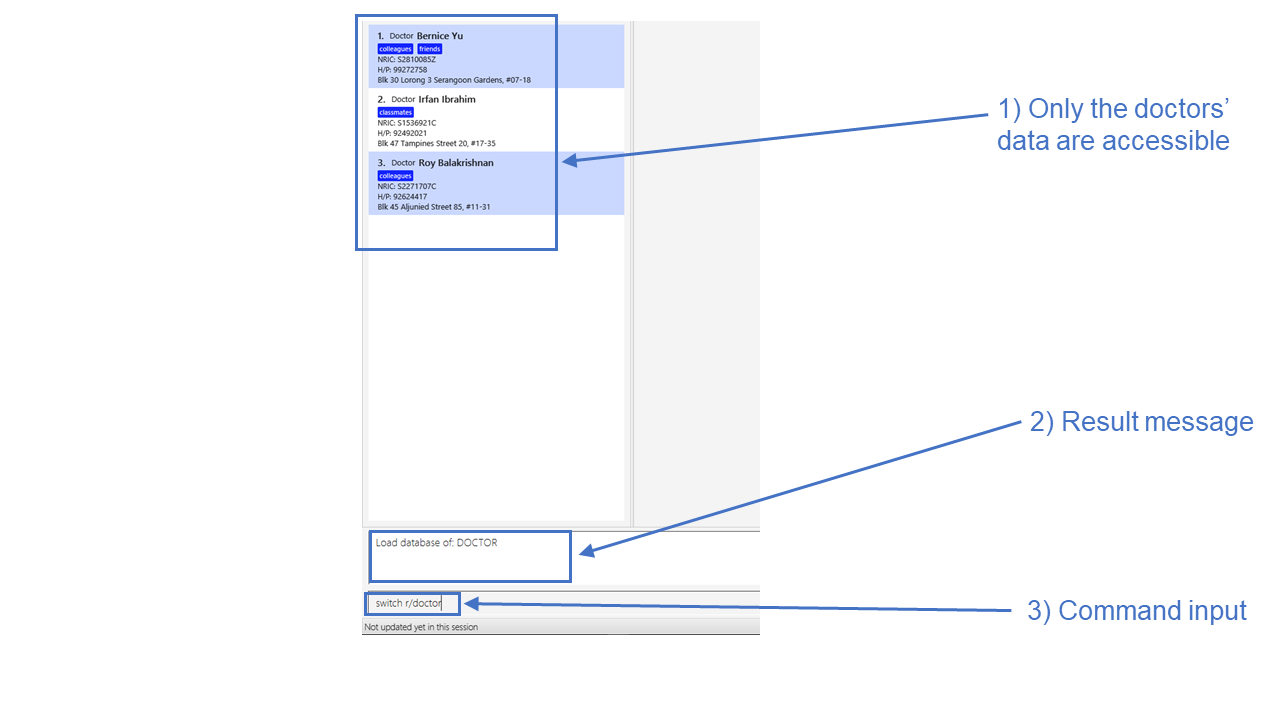 1. Doctor Bernice Yu
colleagues friends
NRIC: S2810085Z
H/P: 99272758
Blk 30 Lorong 3 Serangoon Gardens, #07-18
2. Doctor Irfan Ibrahim
classmates
NRIC: S1536921C
H/P: 92492021
Blk 47 Tampines Street 20, #17-35
3. Doctor Roy Balakrishnan
colleagues
NRIC: S2271707C
H/P: 92624417
Blk 45 Aljunied Street 85, #11-31
1) Only the doctors’
data are accessible
2) Result message
Load database of: DOCTOR
switch r/doctor
3) Command input
Not updated yet in this session